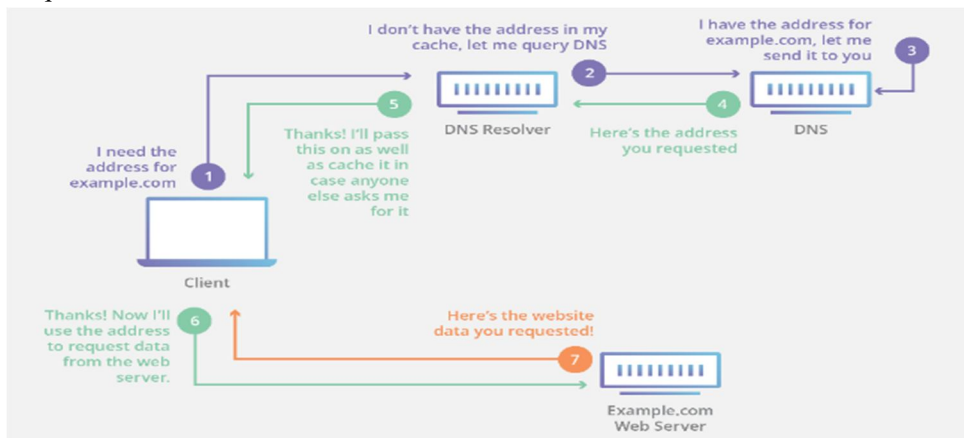 I don't have the address in my
cache, let me query DNS
I have the address for
example.com, let me
send it to you
3
2
5
4
DNS Resolver
DNS
Thanks! I'll pass
this on as well
as cache it in
case anyone
else asks me
for it
Here's the address
you requested
I need the
address for
example.com
1
Client
Thanks! Now I'll
use the address
to request data
from the web
server.
6
Here's the website
data you requested!
7
Example.com
Web Server